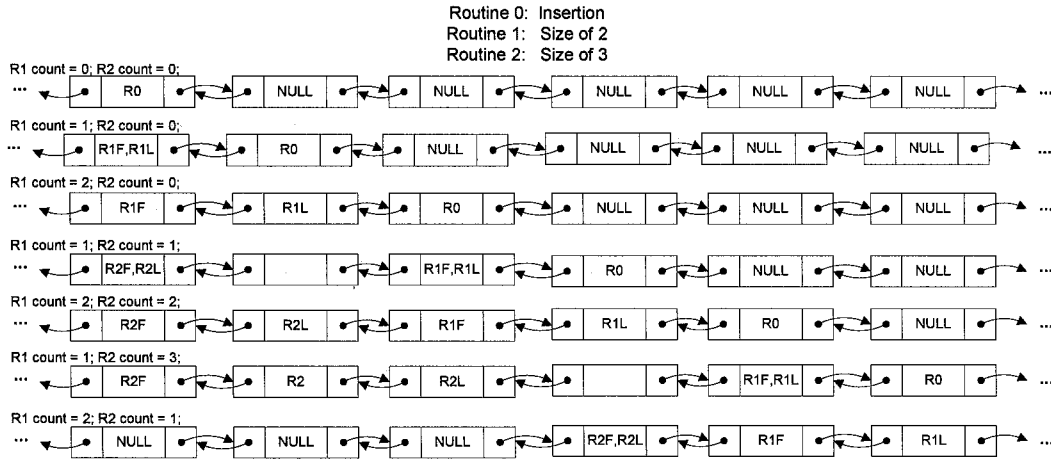 Routine 0: Insertion
Routine 1: Size of 2
Routine 2: Size of 3
R1 count = 0; R2 count = 0;
... R0 NULL NULL NULL NULL NULL ...
R1 count = 1; R2 count = 0;
... R1F,R1L R0 NULL NULL NULL NULL ...
R1 count = 2; R2 count = 0;
... R1F R1L R0 NULL NULL NULL ...
R1 count = 1; R2 count = 1;
... R2F,R2L R1F,R1L R0 NULL NULL ...
R1 count = 2; R2 count = 2;
... R2F R2L R1F R1L R0 NULL ...
R1 count = 1; R2 count = 3;
... R2F R2 R2L R1F,R1L R0 ...
R1 count = 2; R2 count = 1;
... NULL NULL NULL R2F,R2L R1F R1L ...